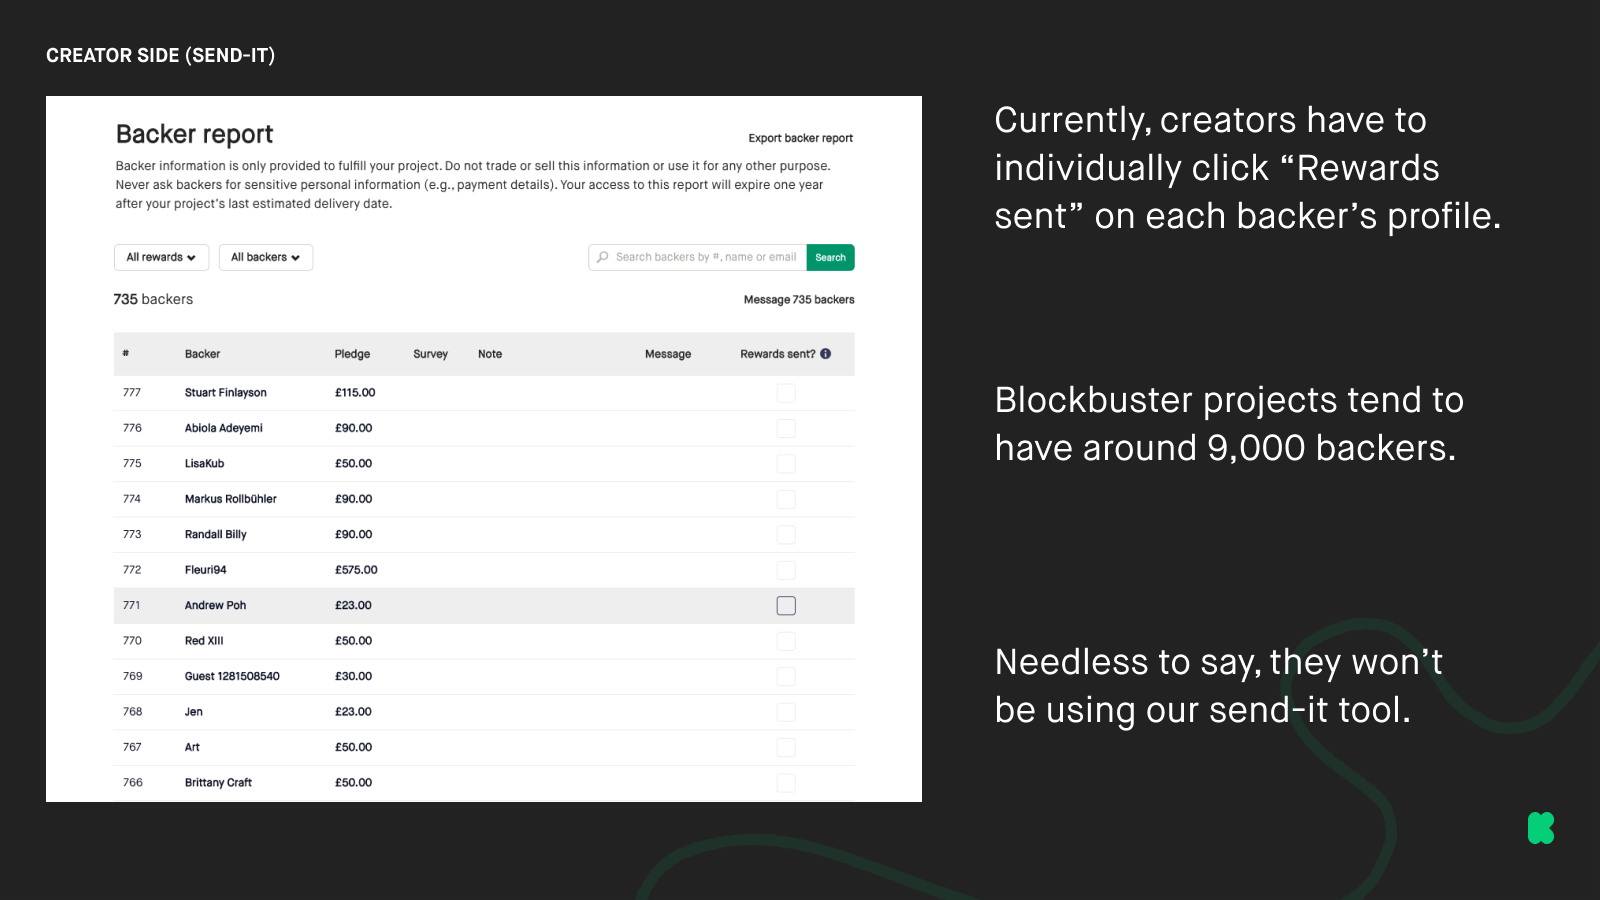 CREATOR SIDE (SEND-IT)
Backer report
Export backer report
Backer information is only provided to fulfill your project. Do not trade or sell this information or use it for any other purpose.
Never ask backers for sensitive personal information (e.g., payment details). Your access to this report will expire one year
after your project's last estimated delivery date.
All rewards
All backers
Search backers by #, name or email
Search
735 backers
Message 735 backers
# Backer Pledge Survey Note Message Rewards sent?
777 Stuart Finlayson £115.00
776 Abiola Adeyemi £90.00
775 LisaKub £50.00
774 Markus Rollbühler £90.00
773 Randall Billy £90.00
772 Fleuri94 £575.00
771 Andrew Poh £23.00
770 Red XIII £50.00
769 Guest 1281508540 £30.00
768 Jen £23.00
767 Art £50.00
766 Brittany Craft £50.00
Currently, creators have to
individually click “Rewards
sent” on each backer’s profile.
Blockbuster projects tend to
have around 9,000 backers.
Needless to say, they won’t
be using our send-it tool.